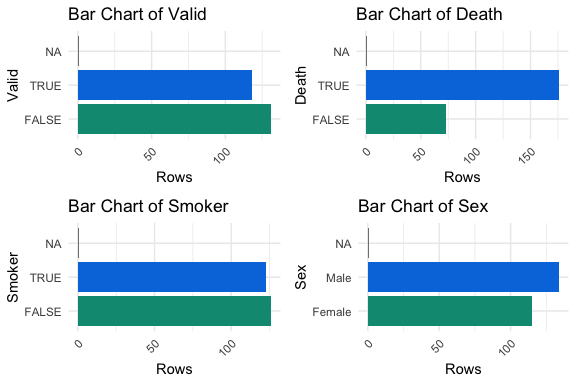 Bar Chart of Valid
Valid
NA
TRUE
FALSE
0 50 100
Rows
Bar Chart of Death
Death
NA
TRUE
FALSE
0 50 100 150
Rows
Bar Chart of Smoker
Smoker
NA
TRUE
FALSE
0 50 100
Rows
Bar Chart of Sex
Sex
NA
Male
Female
0 50 100
Rows